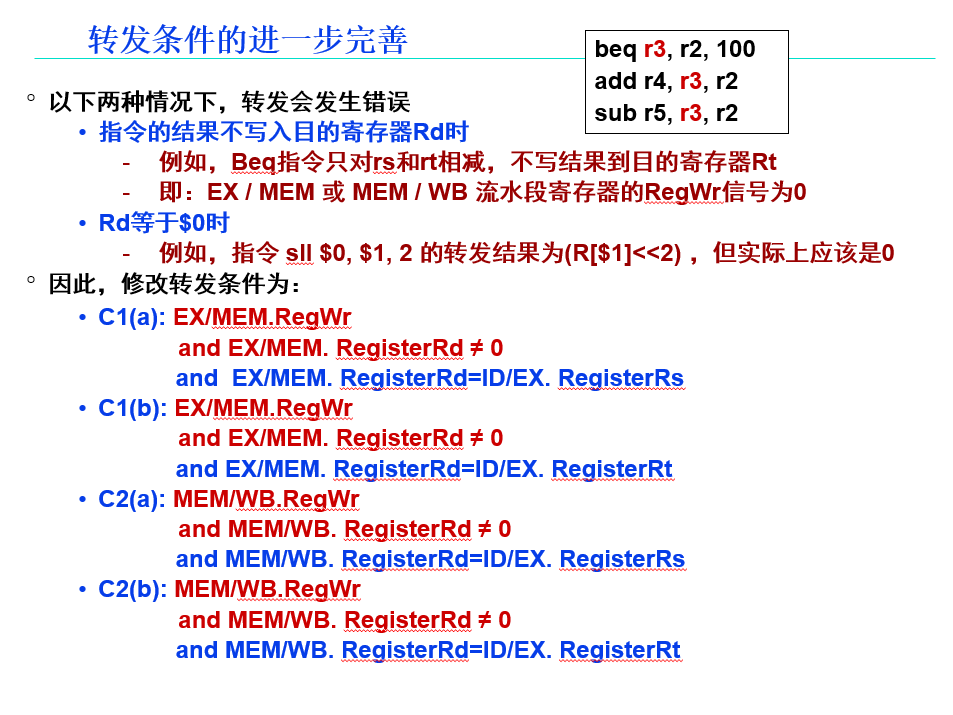 转发条件的进一步完善
beq r3, r2, 100
add r4, r3, r2
sub r5, r3, r2
° 以下两种情况下，转发会发生错误
• 指令的结果不写入目的寄存器Rd时
- 例如，Beq指令只对rs和rt相减，不写结果到目的寄存器Rt
- 即：EX / MEM 或 MEM / WB 流水段寄存器的RegWr信号为0
• Rd等于$0时
- 例如，指令 sll $0, $1, 2 的转发结果为(R[$1]<<2) ，但实际上应该是0
° 因此，修改转发条件为：
• C1(a): EX/MEM.RegWr
and EX/MEM. RegisterRd ≠ 0
and EX/MEM. RegisterRd=ID/EX. RegisterRs
• C1(b): EX/MEM.RegWr
and EX/MEM. RegisterRd ≠ 0
and EX/MEM. RegisterRd=ID/EX. RegisterRt
• C2(a): MEM/WB.RegWr
and MEM/WB. RegisterRd ≠ 0
and MEM/WB. RegisterRd=ID/EX. RegisterRs
• C2(b): MEM/WB.RegWr
and MEM/WB. RegisterRd ≠ 0
and MEM/WB. RegisterRd=ID/EX. RegisterRt